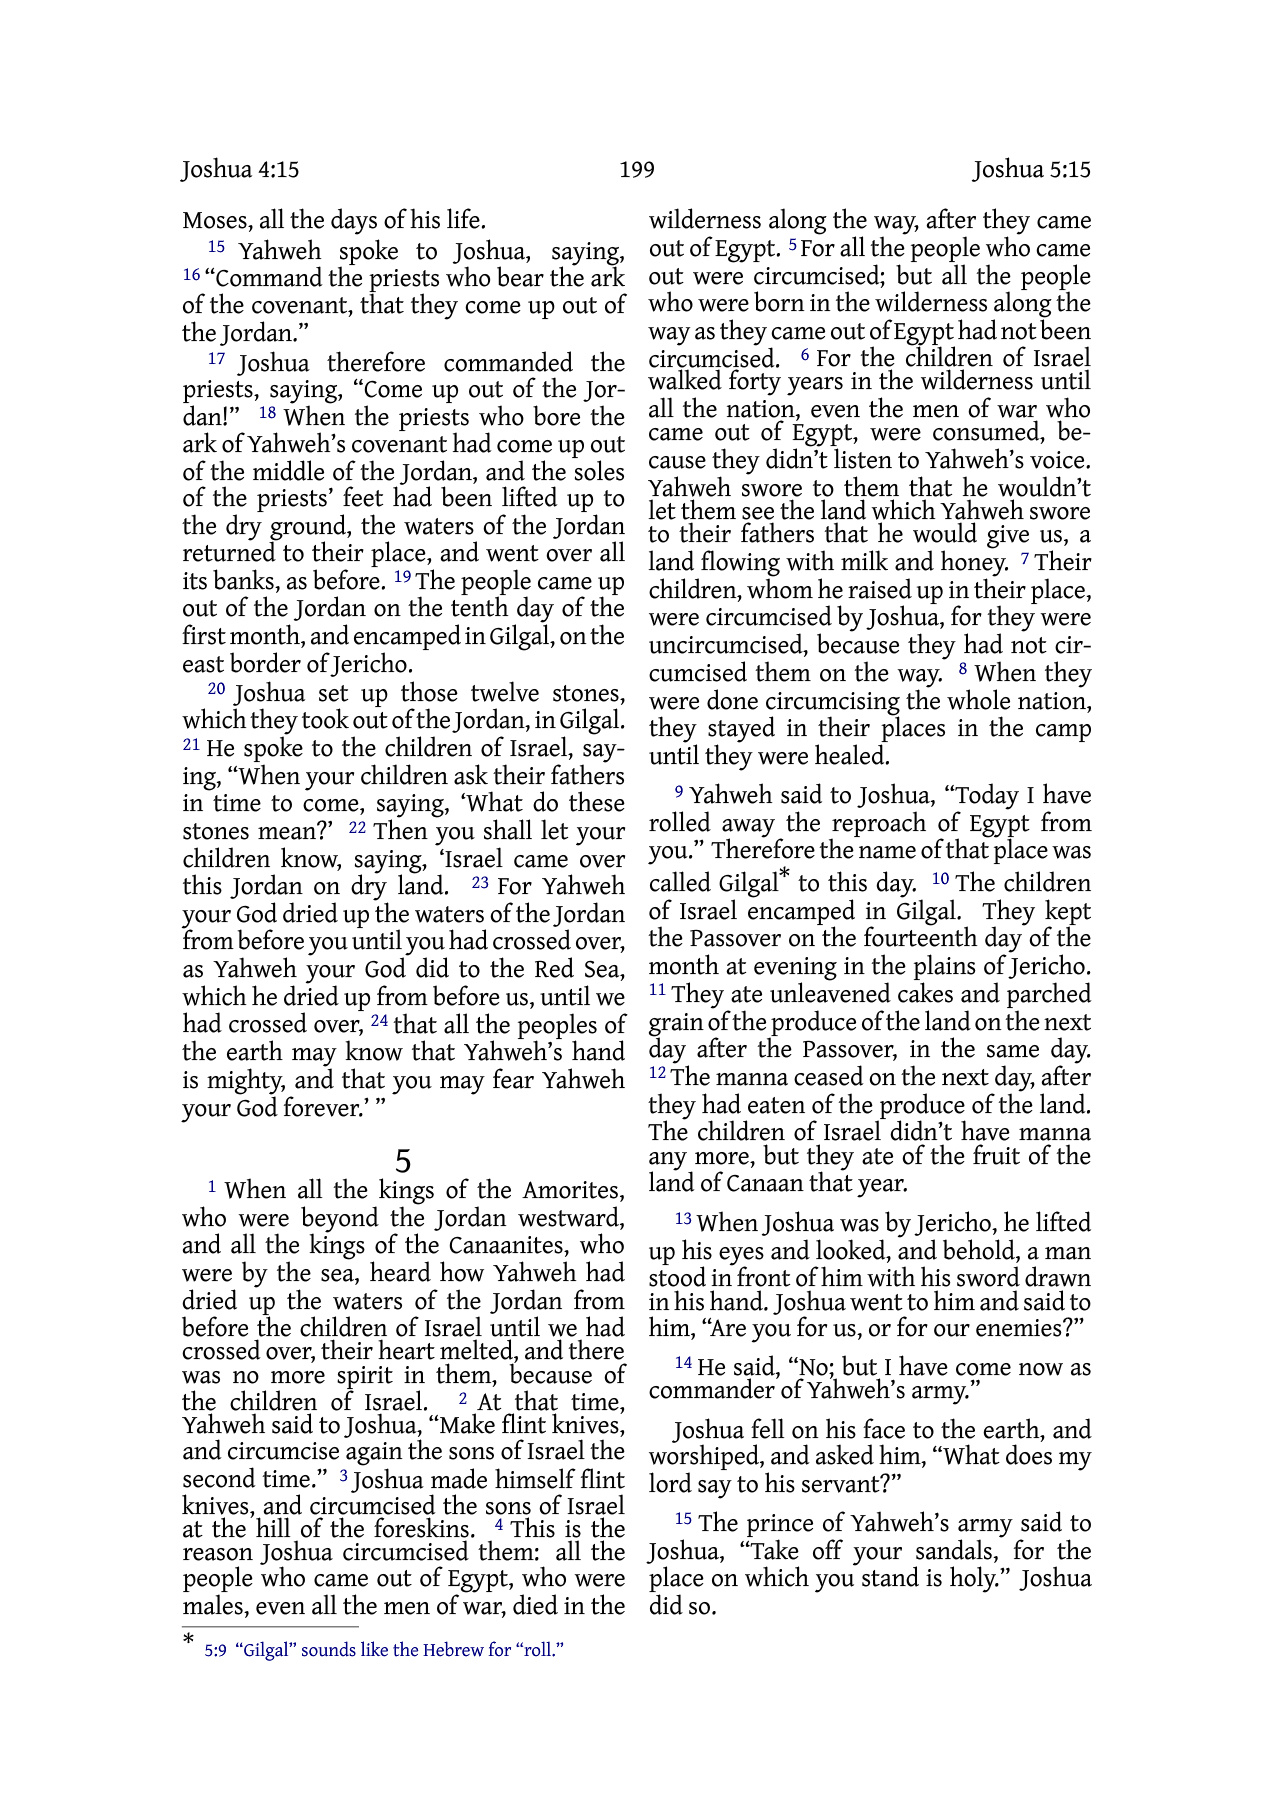 Joshua 4:15 199 Joshua 5:15
Moses, all the days of his life.
15 Yahweh spoke to Joshua, saying,
16 “Command the priests who bear the ark
of the covenant, that they come up out of
the Jordan.”
17 Joshua therefore commanded the
priests, saying, “Come up out of the Jor-
dan!” 18 When the priests who bore the
ark of Yahweh’s covenant had come up out
of the middle of the Jordan, and the soles
of the priests’ feet had been lifted up to
the dry ground, the waters of the Jordan
returned to their place, and went over all
its banks, as before. 19 The people came up
out of the Jordan on the tenth day of the
first month, and encamped in Gilgal, on the
east border of Jericho.
20 Joshua set up those twelve stones,
which they took out of the Jordan, in Gilgal.
21 He spoke to the children of Israel, say-
ing, “When your children ask their fathers
in time to come, saying, ‘What do these
stones mean?’ 22 Then you shall let your
children know, saying, ‘Israel came over
this Jordan on dry land. 23 For Yahweh
your God dried up the waters of the Jordan
from before you until you had crossed over,
as Yahweh your God did to the Red Sea,
which he dried up from before us, until we
had crossed over, 24 that all the peoples of
the earth may know that Yahweh’s hand
is mighty, and that you may fear Yahweh
your God forever.’ ”
5
1 When all the kings of the Amorites,
who were beyond the Jordan westward,
and all the kings of the Canaanites, who
were by the sea, heard how Yahweh had
dried up the waters of the Jordan from
before the children of Israel until we had
crossed over, their heart melted, and there
was no more spirit in them, because of
the children of Israel. 2 At that time,
Yahweh said to Joshua, “Make flint knives,
and circumcise again the sons of Israel the
second time.” 3 Joshua made himself flint
knives, and circumcised the sons of Israel
at the hill of the foreskins. 4 This is the
reason Joshua circumcised them: all the
people who came out of Egypt, who were
males, even all the men of war, died in the
wilderness along the way, after they came
out of Egypt. 5 For all the people who came
out were circumcised; but all the people
who were born in the wilderness along the
way as they came out of Egypt had not been
circumcised. 6 For the children of Israel
walked forty years in the wilderness until
all the nation, even the men of war who
came out of Egypt, were consumed, be-
cause they didn’t listen to Yahweh’s voice.
Yahweh swore to them that he wouldn’t
let them see the land which Yahweh swore
to their fathers that he would give us, a
land flowing with milk and honey. 7 Their
children, whom he raised up in their place,
were circumcised by Joshua, for they were
uncircumcised, because they had not cir-
cumcised them on the way. 8 When they
were done circumcising the whole nation,
they stayed in their places in the camp
until they were healed.
9 Yahweh said to Joshua, “Today I have
rolled away the reproach of Egypt from
you.” Therefore the name of that place was
called Gilgal* to this day. 10 The children
of Israel encamped in Gilgal. They kept
the Passover on the fourteenth day of the
month at evening in the plains of Jericho.
11 They ate unleavened cakes and parched
grain of the produce of the land on the next
day after the Passover, in the same day.
12 The manna ceased on the next day, after
they had eaten of the produce of the land.
The children of Israel didn’t have manna
any more, but they ate of the fruit of the
land of Canaan that year.
13 When Joshua was by Jericho, he lifted
up his eyes and looked, and behold, a man
stood in front of him with his sword drawn
in his hand. Joshua went to him and said to
him, “Are you for us, or for our enemies?”
14 He said, “No; but I have come now as
commander of Yahweh’s army.”
Joshua fell on his face to the earth, and
worshiped, and asked him, “What does my
lord say to his servant?”
15 The prince of Yahweh’s army said to
Joshua, “Take off your sandals, for the
place on which you stand is holy.” Joshua
did so.
* 5:9 “Gilgal” sounds like the Hebrew for “roll.”